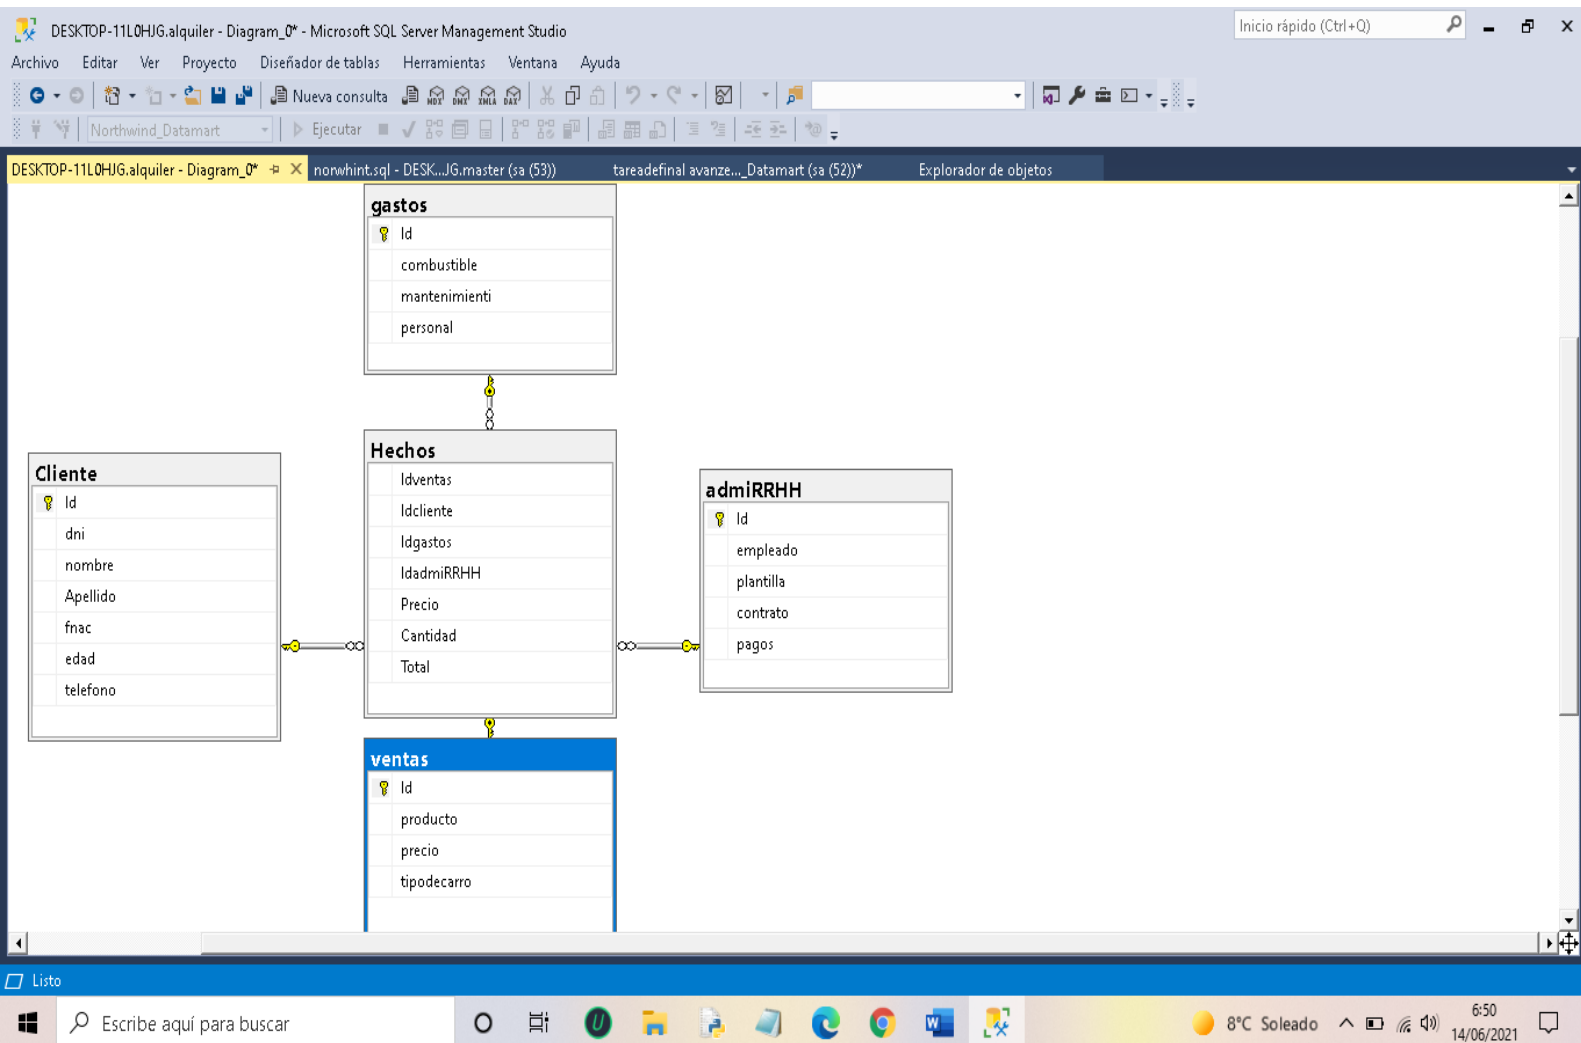 DESKTOP-11L0HJG.alquiler - Diagram_0* - Microsoft SQL Server Management Studio
Inicio rápido (Ctrl+Q)
Archivo Editar Ver Proyecto Diseñador de tablas Herramientas Ventana Ayuda
Nueva consulta MDX DMX XMLA DAX
Northwind_Datamart Ejecutar
DESKTOP-11L0HJG.alquiler - Diagram_0* norwhint.sql - DESK...JG.master (sa (53)) tareadefinal avanze..._Datamart (sa (52))* Explorador de objetos
gastos
Id
combustible
mantenimienti
personal
Hechos
Idventas
Idcliente
Idgastos
IdadmiRRHH
Precio
Cantidad
Total
Cliente
Id
dni
nombre
Apellido
fnac
edad
telefono
admiRRHH
Id
empleado
plantilla
contrato
pagos
ventas
Id
producto
precio
tipodecarro
Listo
Escribe aquí para buscar
8°C Soleado
6:50
14/06/2021